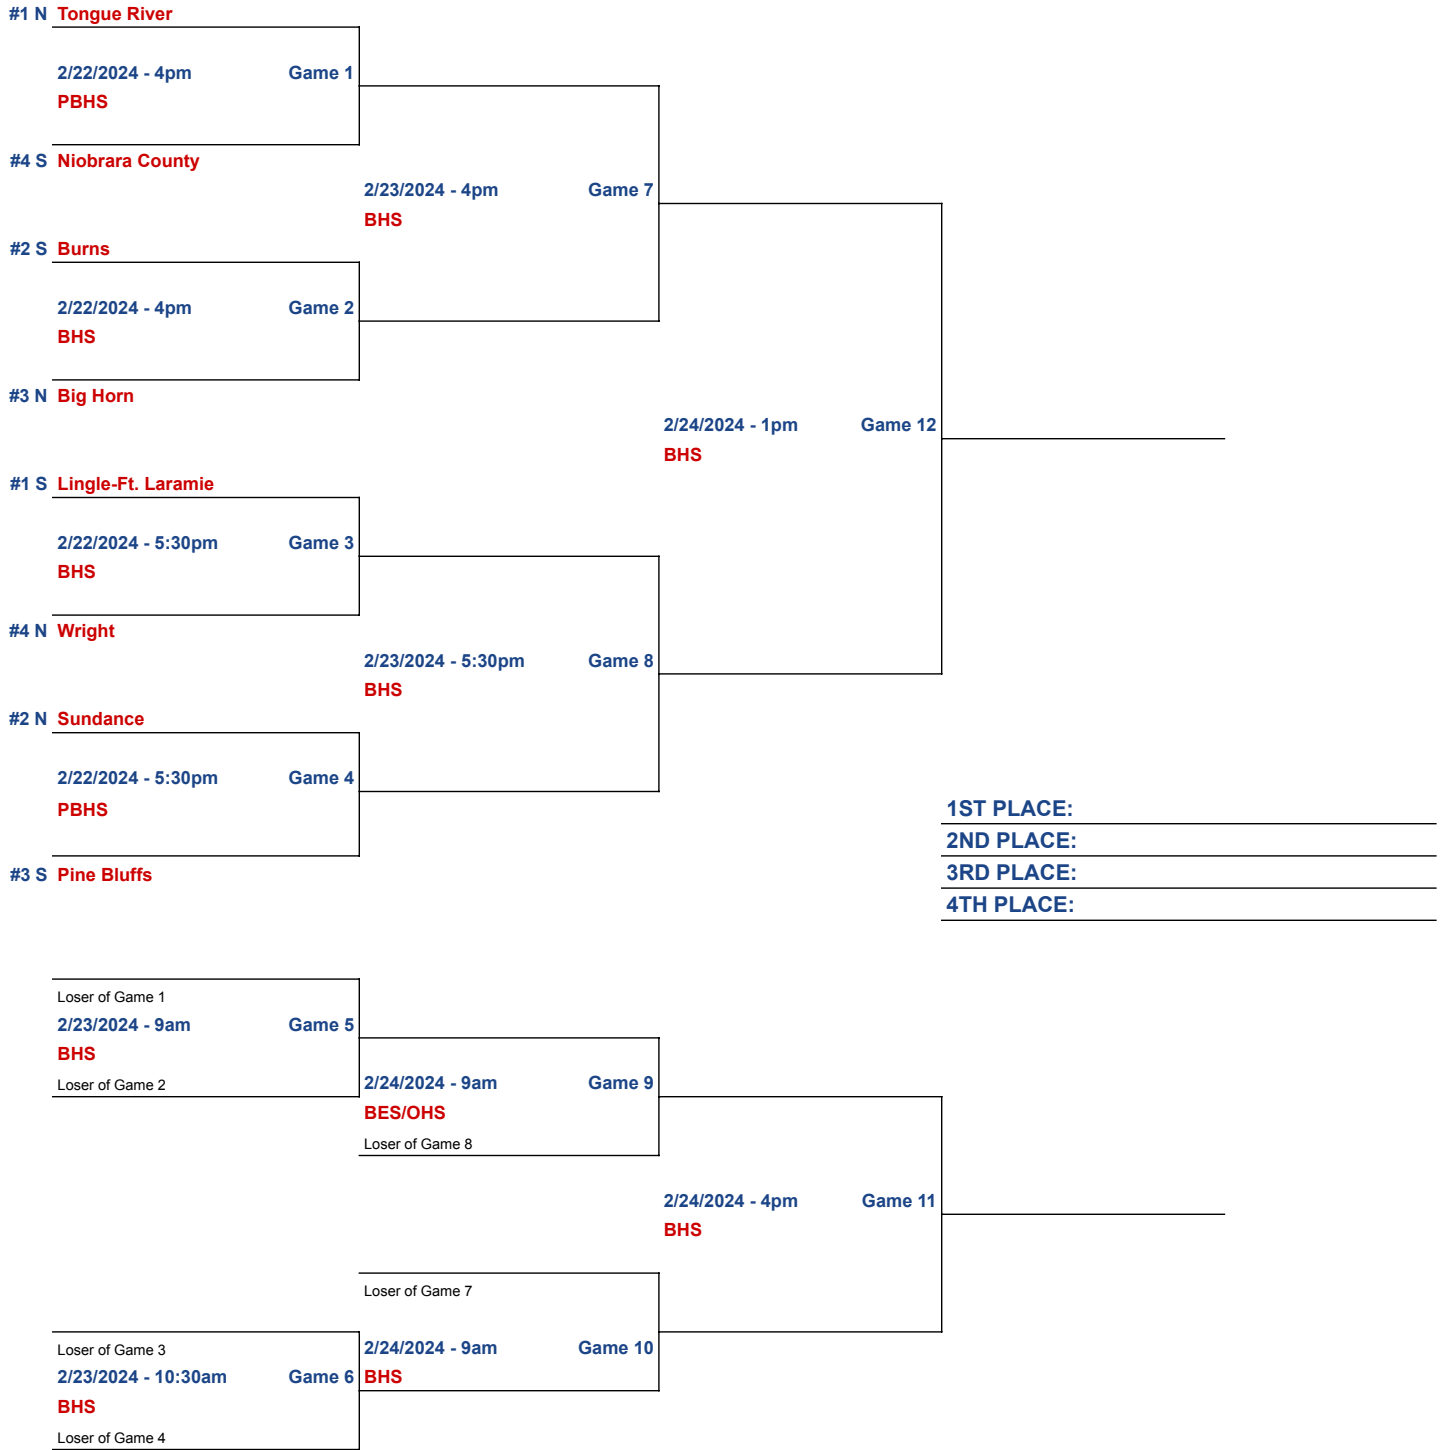 #1 N Tongue River
2/22/2024 - 4pm Game 1
PBHS
#4 S Niobrara County
2/23/2024 - 4pm Game 7
BHS
#2 S Burns
2/22/2024 - 4pm Game 2
BHS
#3 N Big Horn
2/24/2024 - 1pm Game 12
BHS
#1 S Lingle-Ft. Laramie
2/22/2024 - 5:30pm Game 3
BHS
#4 N Wright
2/23/2024 - 5:30pm Game 8
BHS
#2 N Sundance
2/22/2024 - 5:30pm Game 4
PBHS
1ST PLACE:
2ND PLACE:
3RD PLACE:
#3 S Pine Bluffs
4TH PLACE:
Loser of Game 1
2/23/2024 - 9am Game 5
BHS
Loser of Game 2
2/24/2024 - 9am Game 9
BES/OHS
Loser of Game 8
2/24/2024 - 4pm Game 11
BHS
Loser of Game 7
2/24/2024 - 9am Game 10
BHS
Loser of Game 3
2/23/2024 - 10:30am Game 6
BHS
Loser of Game 4